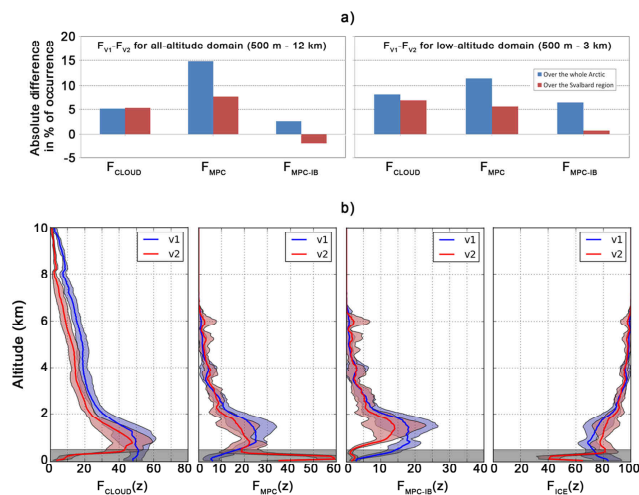 a)
F_V1-F_V2 for all-altitude domain (500 m - 12 km)
F_V1-F_V2 for low-altitude domain (500 m - 3 km)
Absolute difference
in % of occurrence
20
15
10
5
0
-5
Over the whole Arctic
Over the Svalbard region
F_CLOUD F_MPC F_MPC-IB F_CLOUD F_MPC F_MPC-IB
b)
Altitude (km)
10
8
6
4
2
0
v1
v2
v1
v2
v1
v2
v1
v2
0 20 40 60 80
0 10 20 30 40 50 60
0 10 20 30 40
0 20 40 60 80 100
F_CLOUD(z) F_MPC(z) F_MPC-IB(z) F_ICE(z)